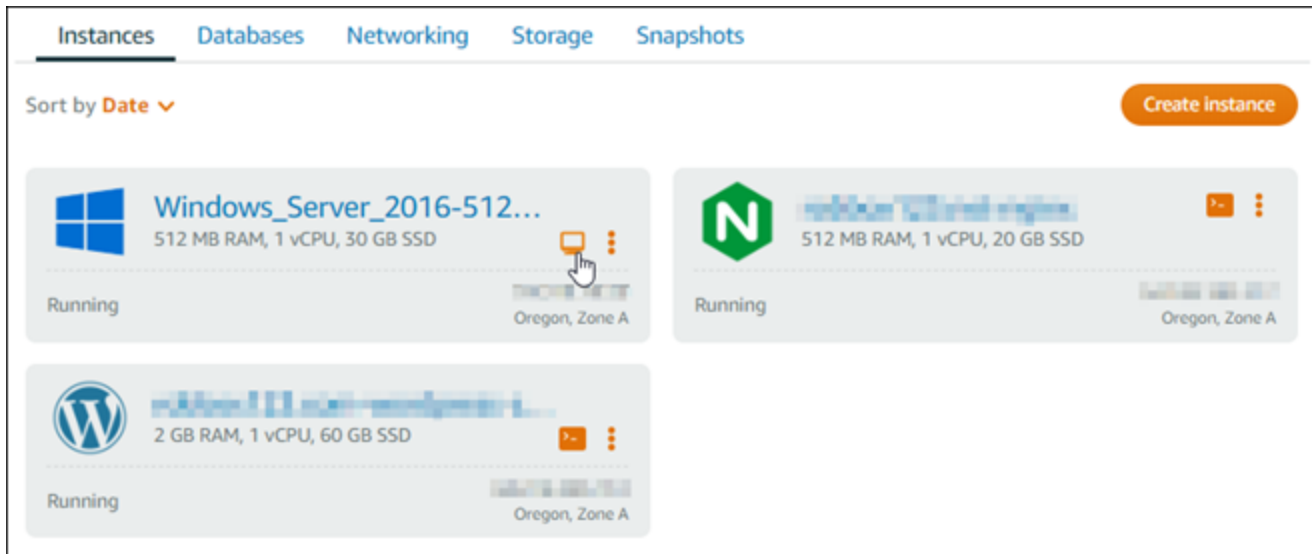 Instances Databases Networking Storage Snapshots
Sort by Date
Create instance
Windows_Server_2016-512...
512 MB RAM, 1 vCPU, 30 GB SSD
Running
Oregon, Zone A
N
512 MB RAM, 1 vCPU, 20 GB SSD
Running
Oregon, Zone A
W
2 GB RAM, 1 vCPU, 60 GB SSD
Running
Oregon, Zone A